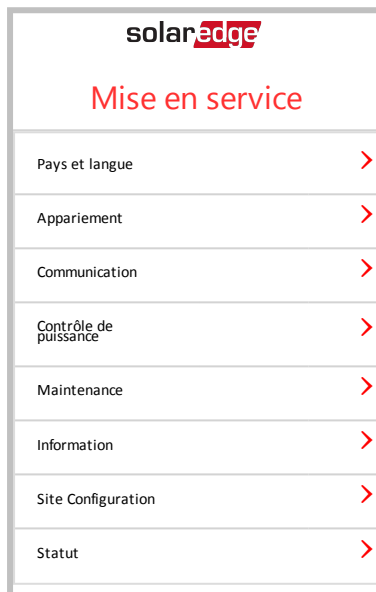 solaredge
Mise en service
Pays et langue
Appariement
Communication
Contrôle de
puissance
Maintenance
Information
Site Configuration
Statut